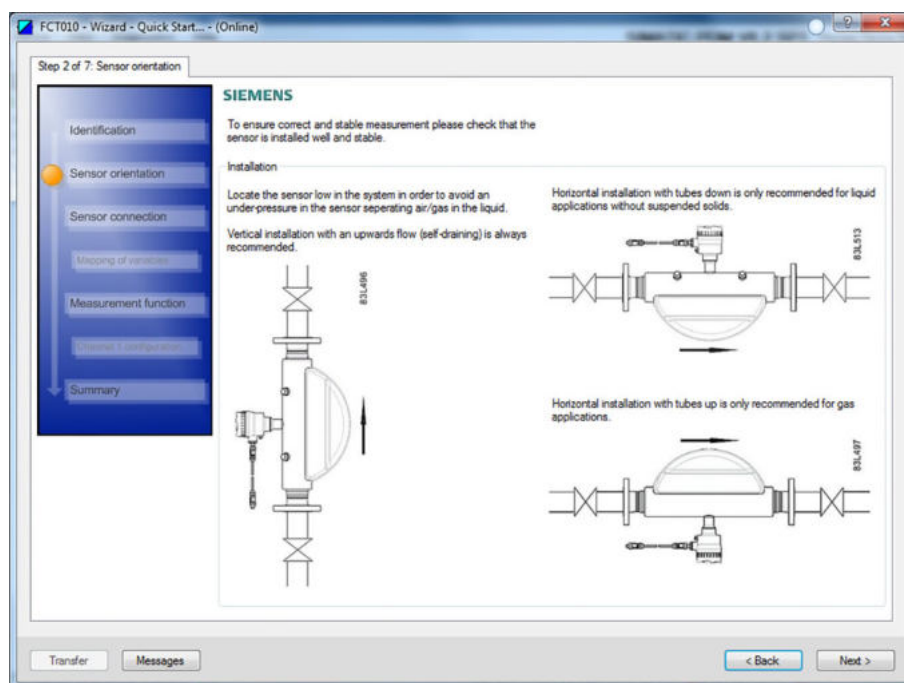 FCT010 - Wizard - Quick Start... - (Online)
Step 2 of 7: Sensor orientation
Identification
Sensor orientation
Sensor connection
Mapping of variables
Measurement function
Summary
SIEMENS
To ensure correct and stable measurement please check that the
sensor is installed well and stable.
Installation
Locate the sensor low in the system in order to avoid an
under-pressure in the sensor seperating air/gas in the liquid.
Vertical installation with an upwards flow (self-draining) is always
recommended.
83L496
Horizontal installation with tubes down is only recommended for liquid
applications without suspended solids.
83L513
Horizontal installation with tubes up is only recommended for gas
applications.
83L497
Transfer
Messages
< Back
Next >